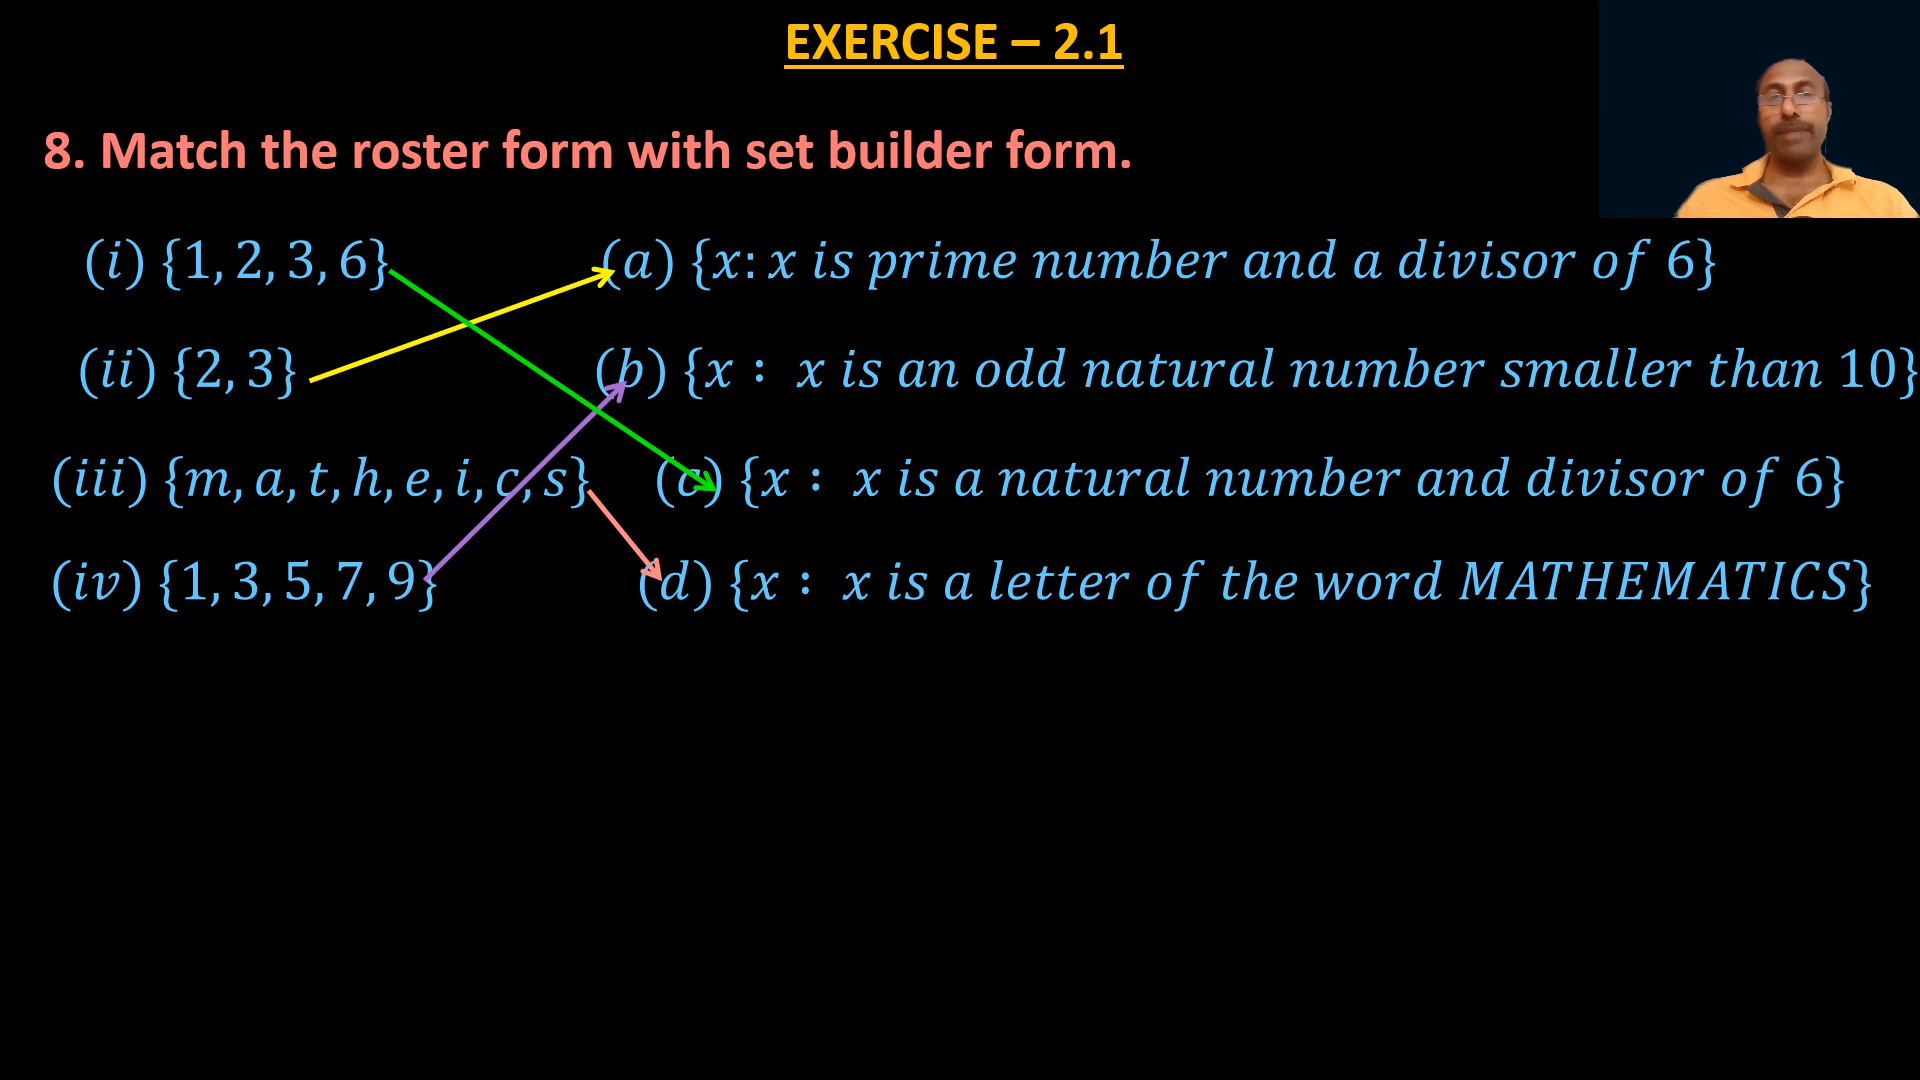 EXERCISE – 2.1
8. Match the roster form with set builder form.
(i) {1, 2, 3, 6} (a) {x: x is prime number and a divisor of 6}
(ii) {2, 3} (b) {x : x is an odd natural number smaller than 10}
(iii) {m, a, t, h, e, i, c, s} (c) {x : x is a natural number and divisor of 6}
(iv) {1, 3, 5, 7, 9} (d) {x : x is a letter of the word MATHEMATICS}